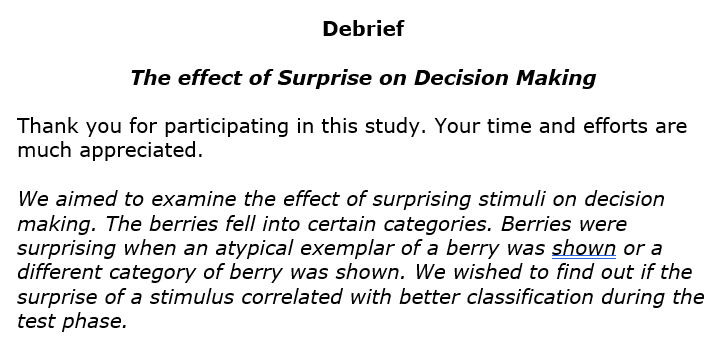 Debrief
The effect of Surprise on Decision Making
Thank you for participating in this study. Your time and efforts are
much appreciated.
We aimed to examine the effect of surprising stimuli on decision
making. The berries fell into certain categories. Berries were
surprising when an atypical exemplar of a berry was shown or a
different category of berry was shown. We wished to find out if the
surprise of a stimulus correlated with better classification during the
test phase.